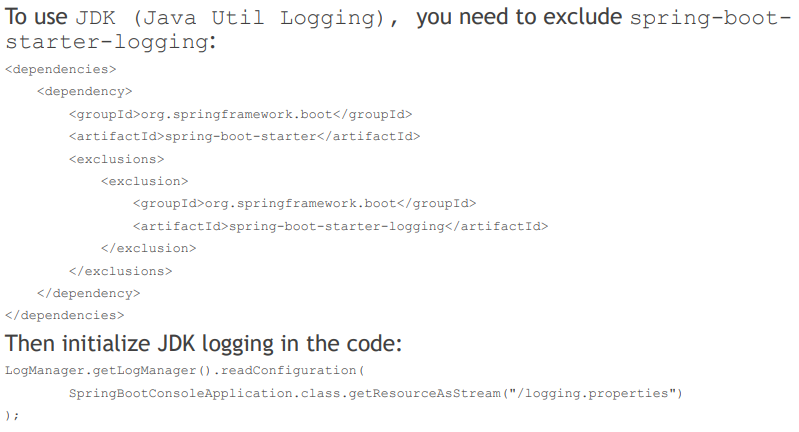 To use JDK (Java Util Logging), you need to exclude spring-boot-
starter-logging:
<dependencies>
    <dependency>
        <groupId>org.springframework.boot</groupId>
        <artifactId>spring-boot-starter</artifactId>
        <exclusions>
            <exclusion>
                <groupId>org.springframework.boot</groupId>
                <artifactId>spring-boot-starter-logging</artifactId>
            </exclusion>
        </exclusions>
    </dependency>
</dependencies>
Then initialize JDK logging in the code:
LogManager.getLogManager().readConfiguration(
        SpringBootConsoleApplication.class.getResourceAsStream("/logging.properties")
);